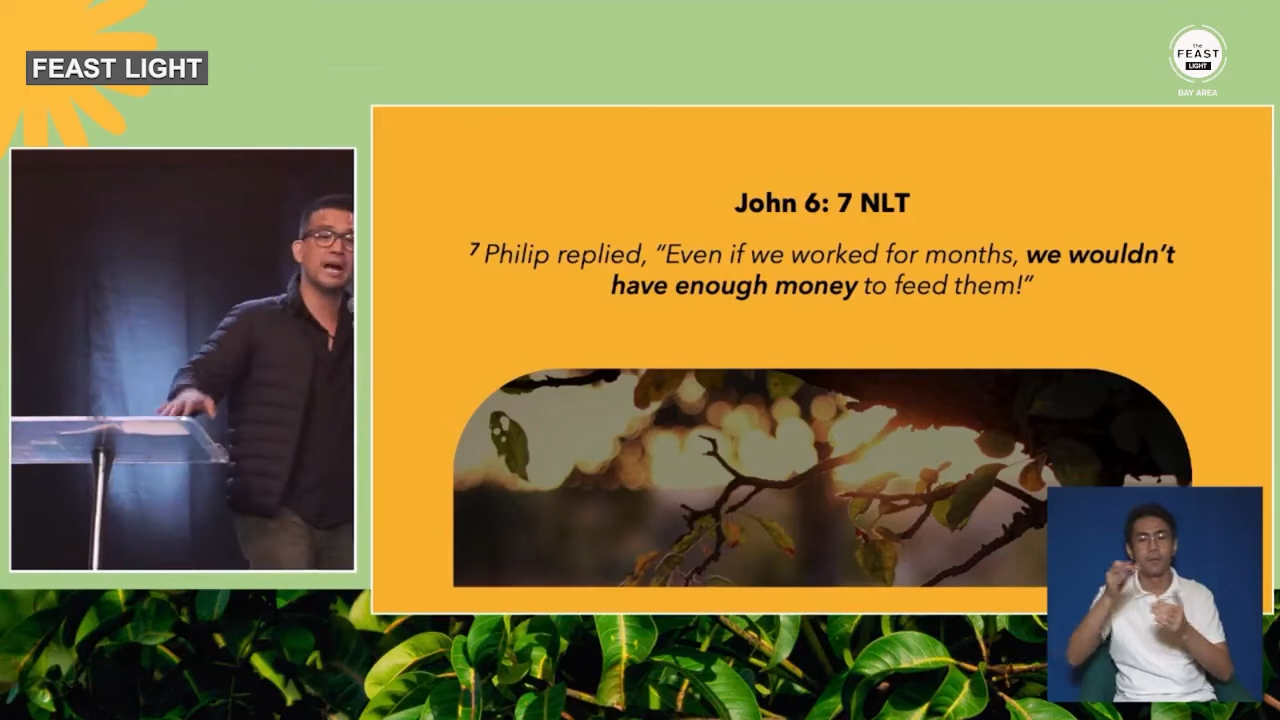 FEAST LIGHT
the
FEAST
LIGHT
BAY AREA
John 6: 7 NLT
⁷ Philip replied, “Even if we worked for months, we wouldn’t
have enough money to feed them!”